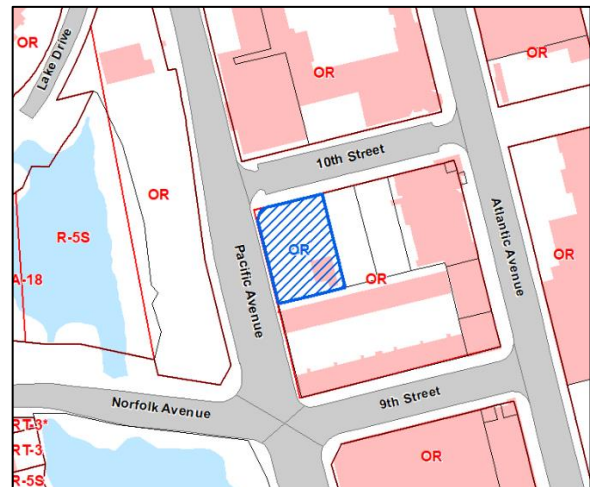 OR
Lake Drive
OR
10th Street
OR
OR
R-5S
Pacific Avenue
OR
OR
Atlantic Avenue
OR
A-18
Norfolk Avenue
9th Street
RT-3*
RT-3
R-5S
OR